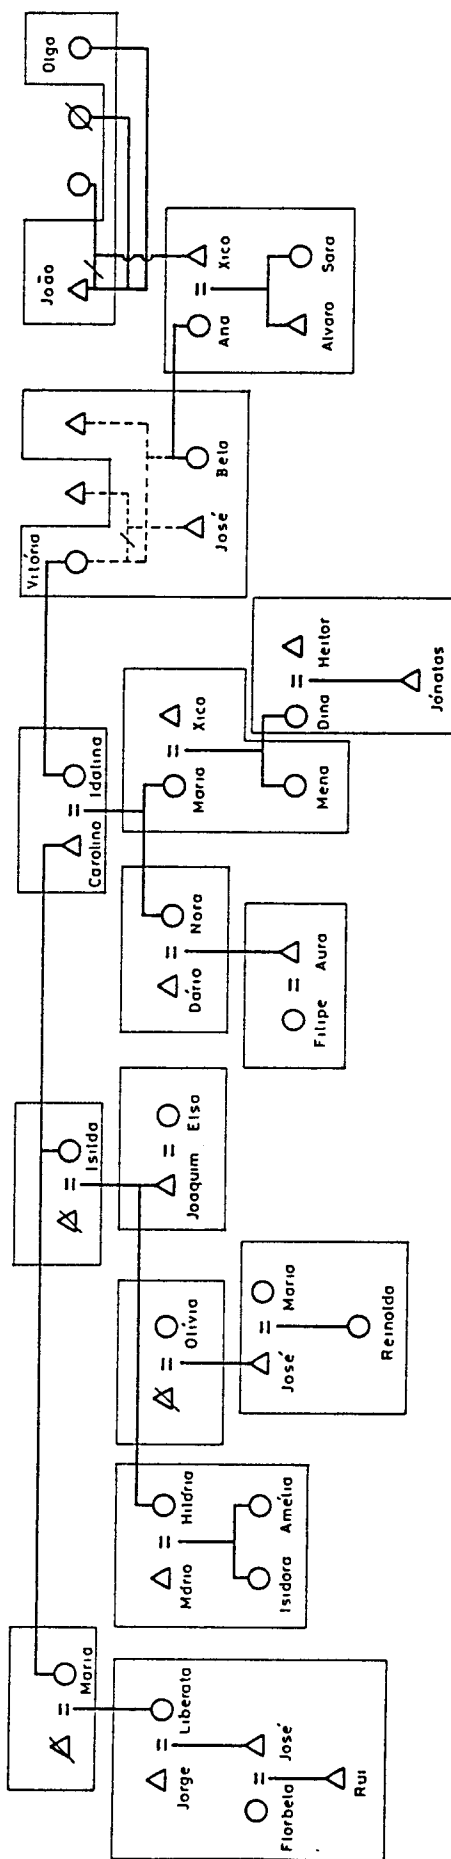 Maria
Isilda
Carolino
Idalina
Vitória
João
Olga
Jorge
Liberata
Mário
Hilária
Olívia
Joaquim
Elsa
Dário
Nora
Maria
Xico
José
Bela
Ana
Xico
Florbela
José
Isidora
Amélia
José
Maria
Filipe
Aura
Mena
Dina
Heitor
Alvaro
Sara
Rui
Reinolda
Jónatas